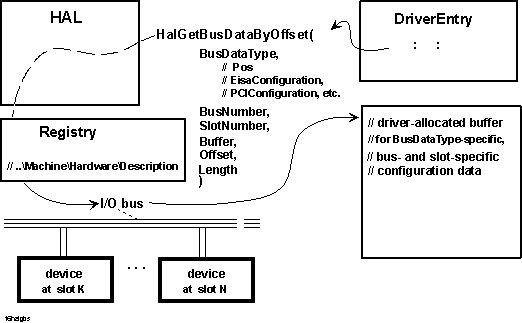 HAL
HalGetBusDataByOffset(
BusDataType,
// Pos
// EisaConfiguration,
// PCIConfiguration, etc.
BusNumber,
SlotNumber,
Buffer,
Offset,
Length
)
DriverEntry
: :
Registry
// ..\Machine\Hardware\Description
// driver-allocated buffer
// for BusDataType-specific,
// bus- and slot-specific
// configuration data
I/O bus
device
at slot K
. . .
device
at slot N